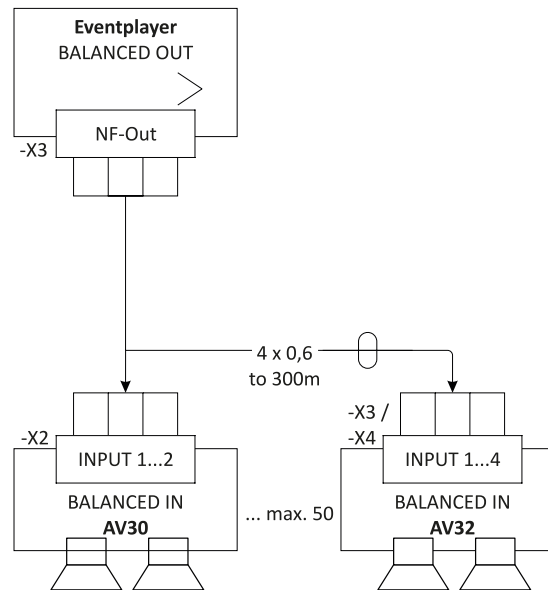 Eventplayer
BALANCED OUT
NF-Out
-X3
4 x 0,6
to 300m
-X2
INPUT 1...2
BALANCED IN
AV30
... max. 50
-X3 /
-X4
INPUT 1...4
BALANCED IN
AV32